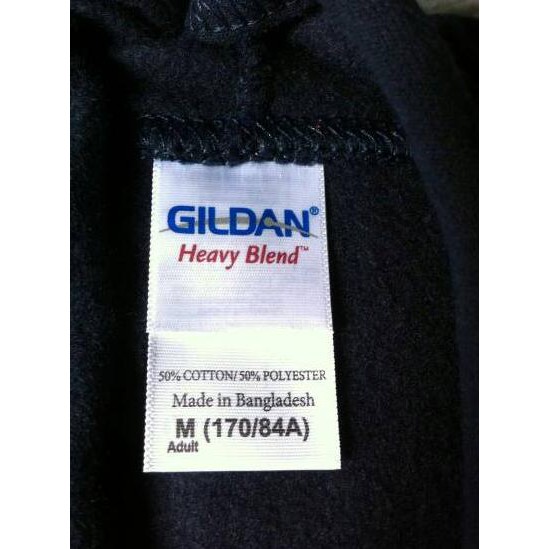 GILDAN®
Heavy Blend™
50% COTTON/ 50% POLYESTER
Made in Bangladesh
M (170/84A)
Adult